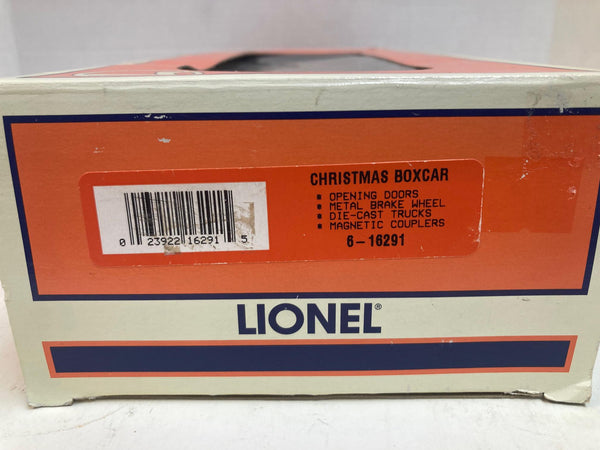 CHRISTMAS BOXCAR
▪ OPENING DOORS
▪ METAL BRAKE WHEEL
▪ DIE-CAST TRUCKS
▪ MAGNETIC COUPLERS
6-16291
0 23922 16291 5
LIONEL®